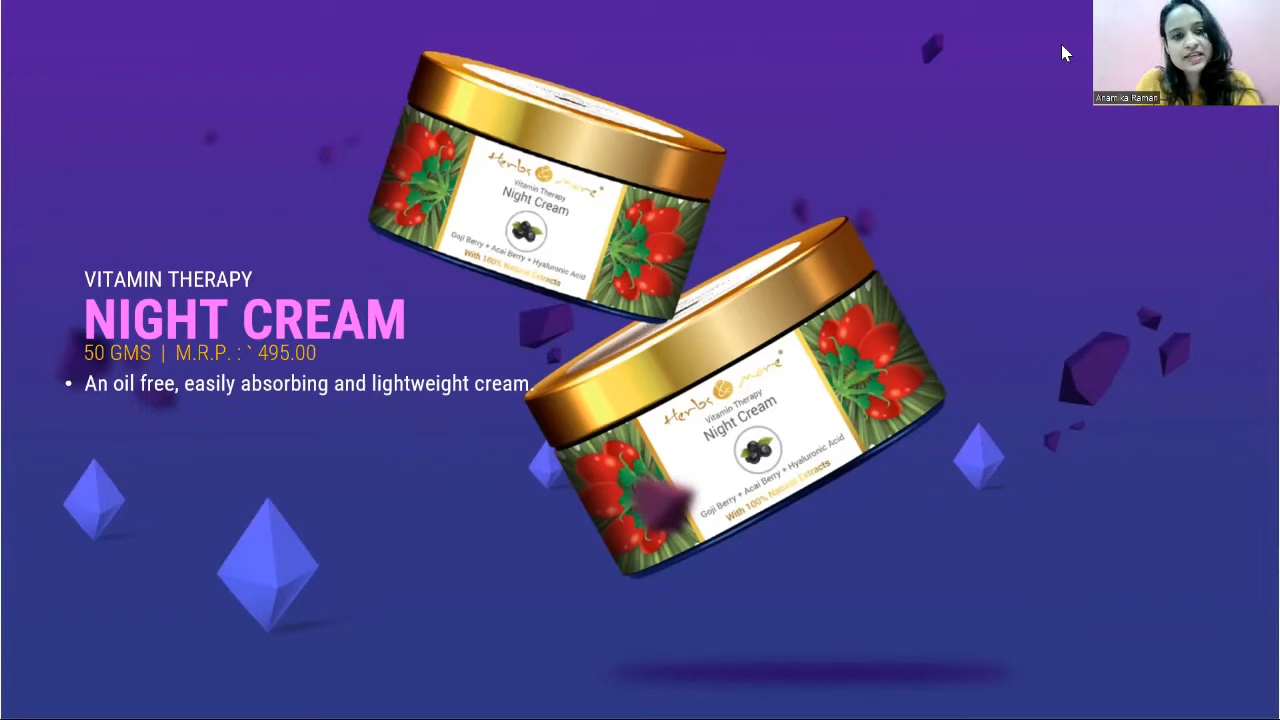 Anamika Raman
Herbs & more®
Vitamin Therapy
Night Cream
Goji Berry + Acai Berry + Hyaluronic Acid
With 100% Natural Extracts
VITAMIN THERAPY
NIGHT CREAM
50 GMS | M.R.P. : ` 495.00
• An oil free, easily absorbing and lightweight cream.
Herbs & more®
Vitamin Therapy
Night Cream
Goji Berry + Acai Berry + Hyaluronic Acid
With 100% Natural Extracts